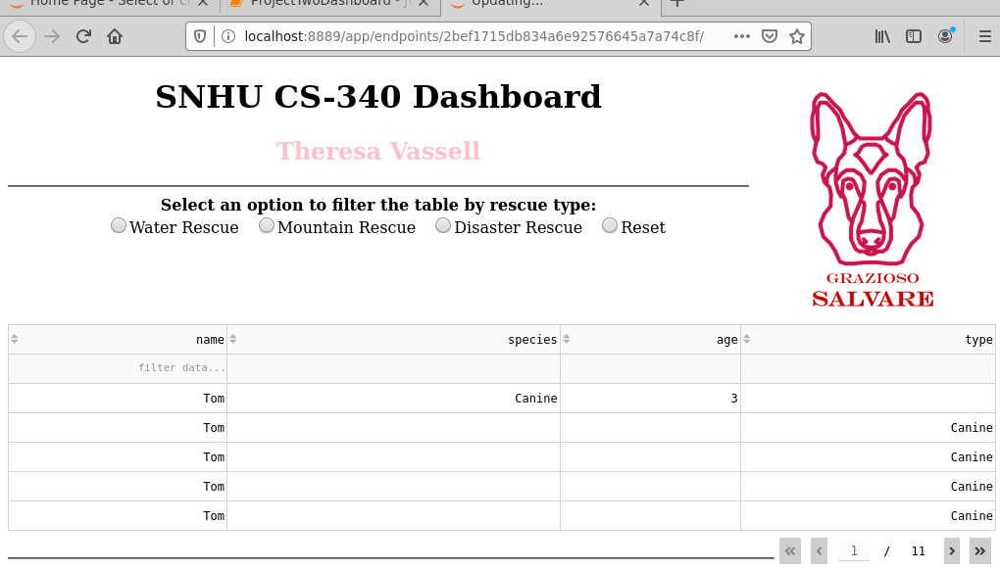 Home Page - Select or c
ProjectTwoDashboard - J
Updating...
localhost:8889/app/endpoints/2bef1715db834a6e92576645a7a74c8f/
SNHU CS-340 Dashboard
Theresa Vassell
Select an option to filter the table by rescue type:
Water Rescue Mountain Rescue Disaster Rescue Reset
GRAZIOSO
SALVARE
name species age type
filter data...
Tom Canine 3
Tom Canine
Tom Canine
Tom Canine
Tom Canine
1 / 11